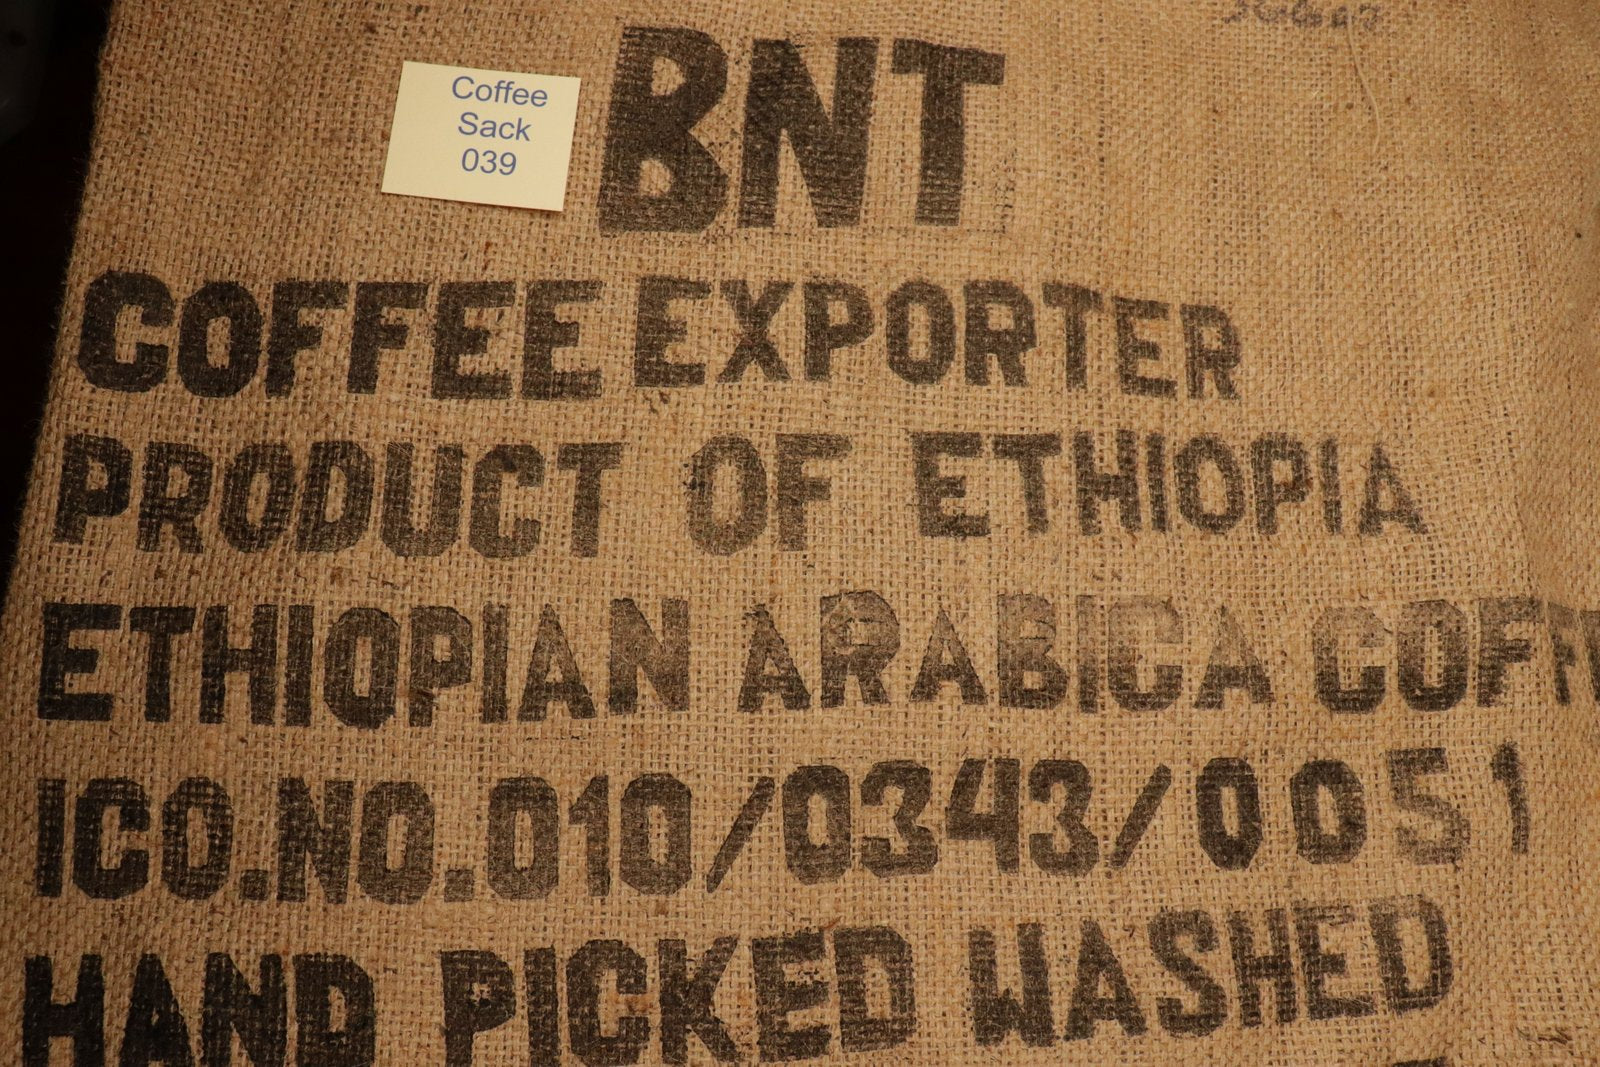 BNT
Coffee
Sack
039
COFFEE EXPORTER
PRODUCT OF ETHIOPIA
ETHIOPIAN ARABICA COFFE
ICO.NO.010/0343/0051
HAND PICKED WASHED